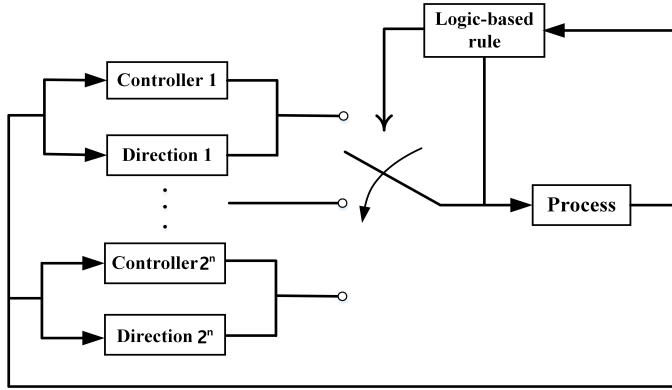 Logic-based
rule
Controller 1
Direction 1
Process
Controller 2ⁿ
Direction 2ⁿ